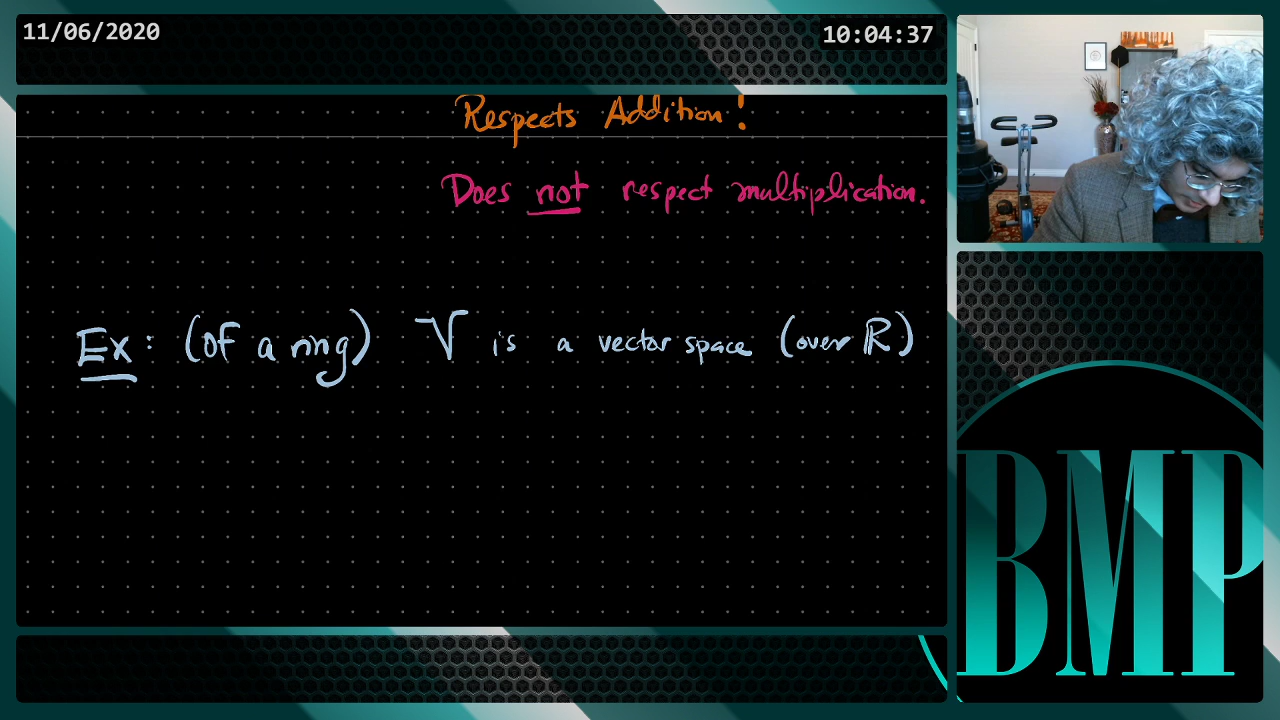 11/06/2020
10:04:37
Respects Addition!
Does not respect multiplication.
Ex: (of a ring) V is a vector space (over ℝ)
BMP